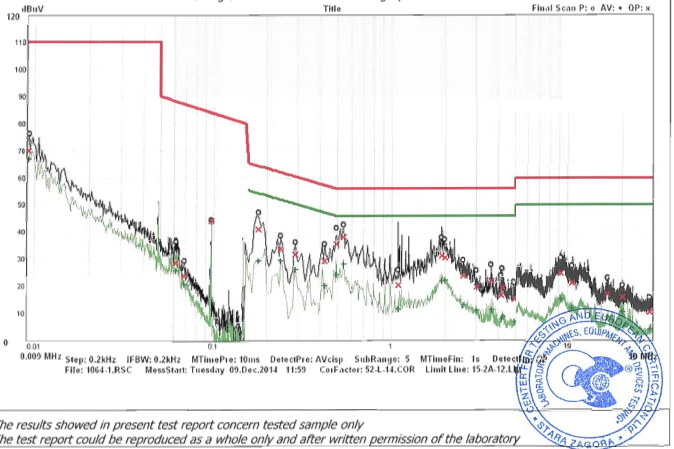 dBuV Title Final Scan P: o AV: + QP: x
120
110
100
90
80
70
60
50
40
30
20
10
0
0.01 0.1 1 10
0.009 MHz 30 MHz
Step: 0.2kHz IFBW: 0.2kHz MTimePre: 10ms DetectPre: AVcisp SubRange: 5 MTimeFin: 1s
File: 1064-1.RSC MessStart: Tuesday 09.Dec.2014 11:59 CorFactor: 52-L-14.COR Limit Line: 15-2A-12.LIM
CENTER FOR TESTING AND EUROPEAN CERTIFICATION LTD.
LABORATORY MACHINES, EQUIPMENT AND DEVICES TESTING
* STARA ZAGORA *
®
The results showed in present test report concern tested sample only
The test report could be reproduced as a whole only and after written permission of the laboratory